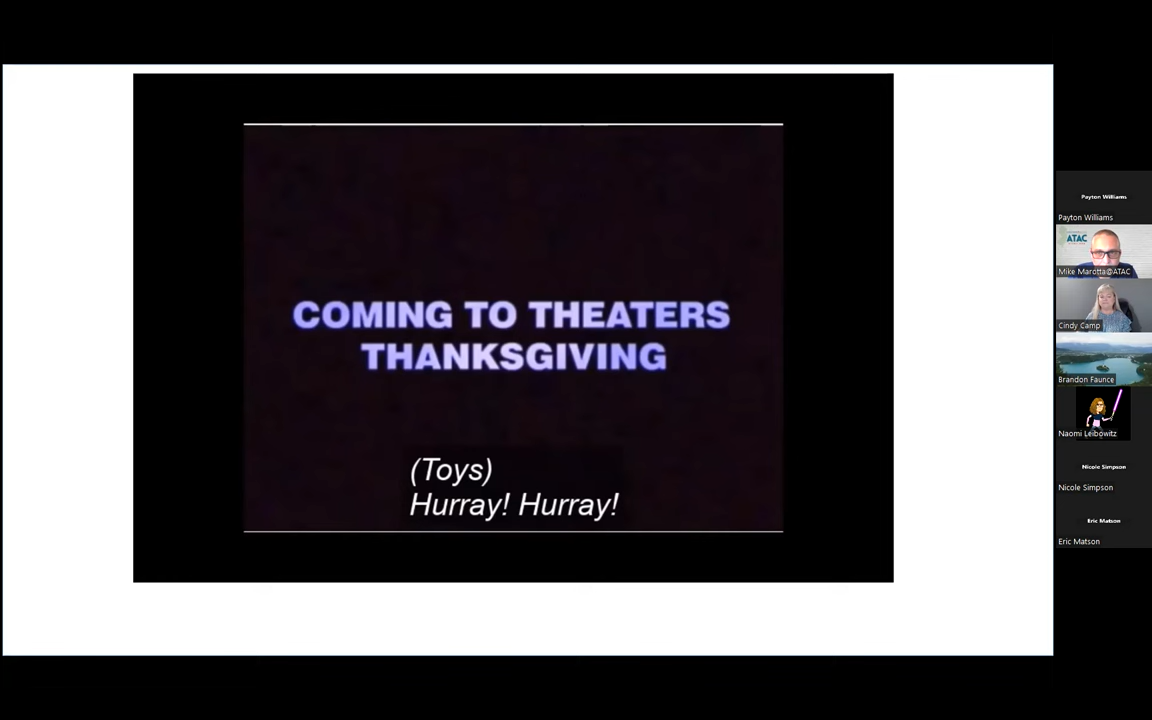 COMING TO THEATERS
THANKSGIVING
(Toys)
Hurray! Hurray!
Payton Williams
Payton Williams
ATAC
Mike Marotta@ATAC
Cindy Camp
Brandon Faunce
Naomi Leibowitz
Nicole Simpson
Nicole Simpson
Eric Matson
Eric Matson